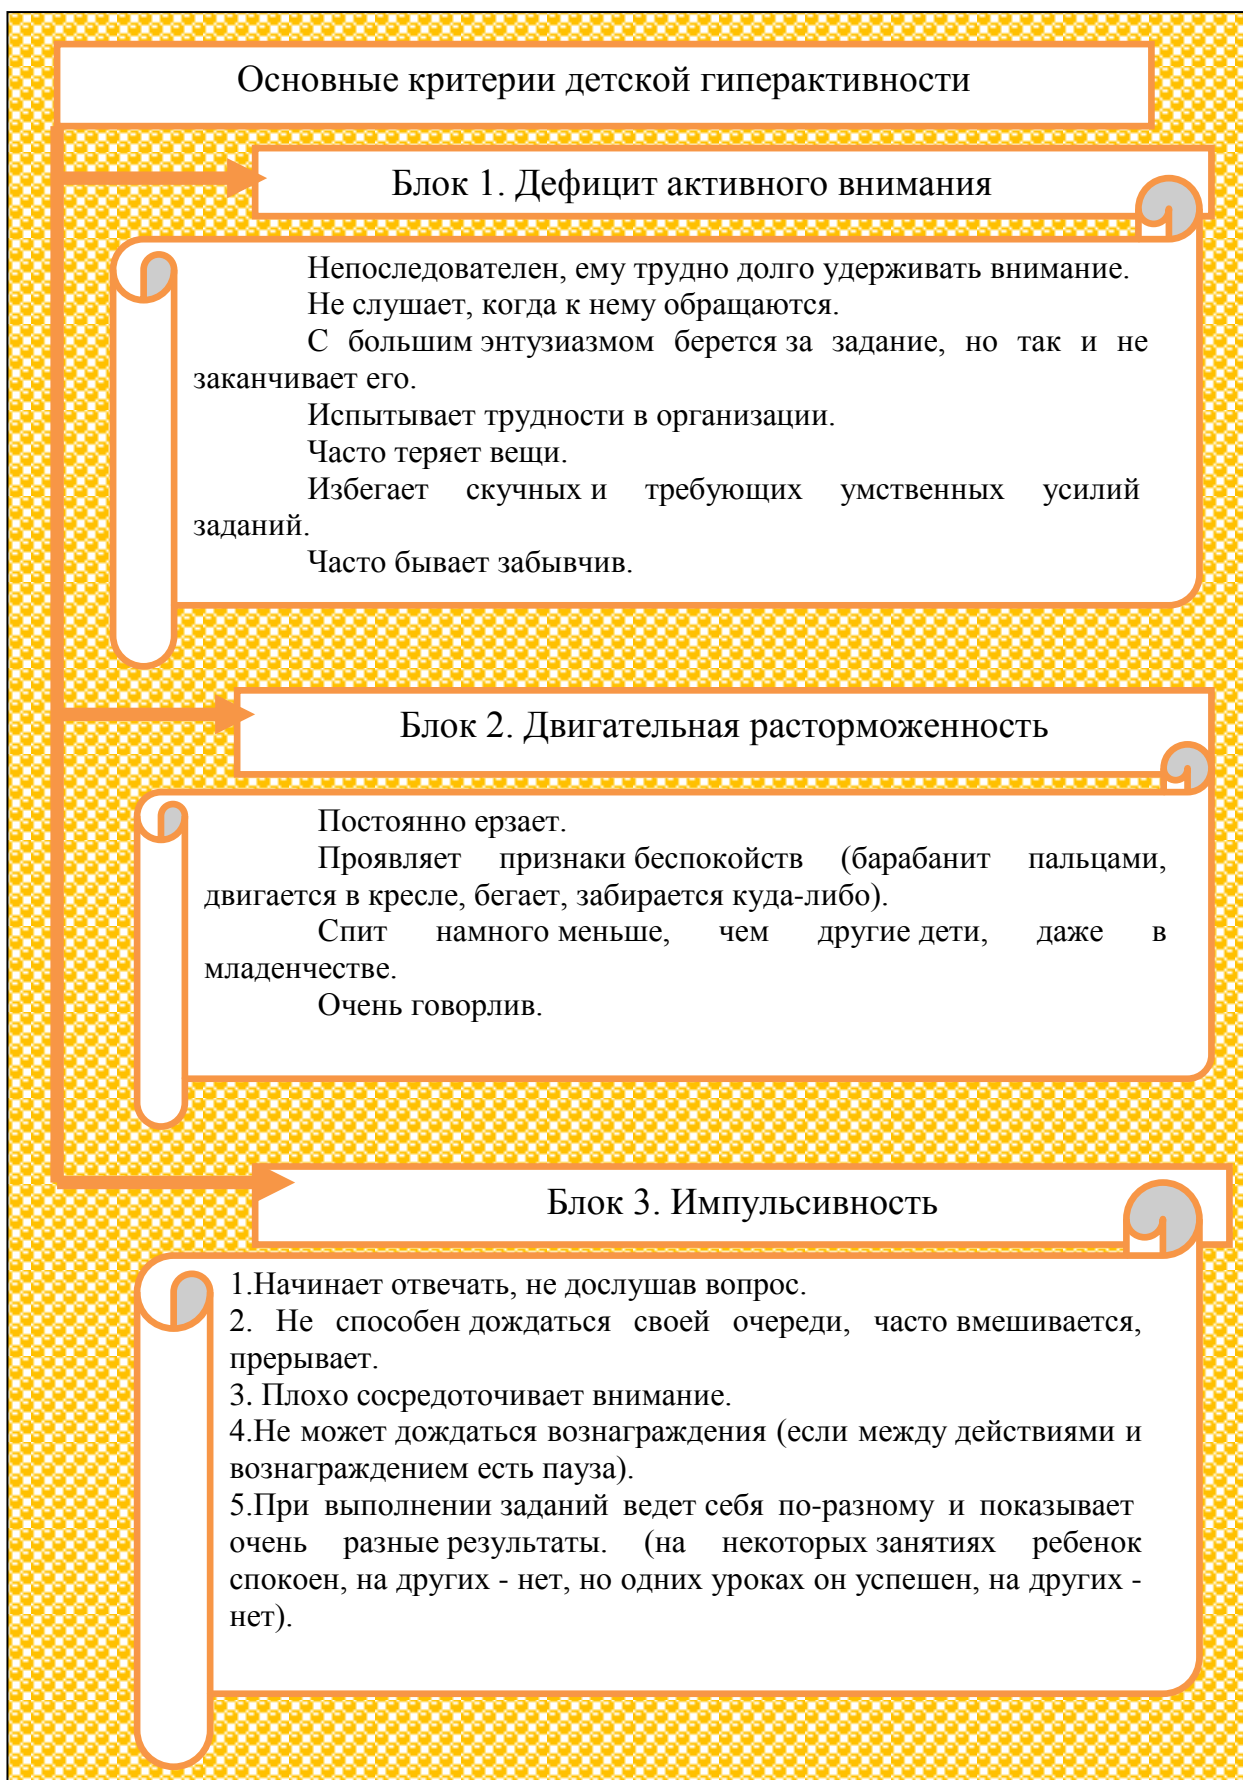 Основные критерии детской гиперактивности
Блок 1. Дефицит активного внимания
Непоследователен, ему трудно долго удерживать внимание.
Не слушает, когда к нему обращаются.
С большим энтузиазмом берется за задание, но так и не
заканчивает его.
Испытывает трудности в организации.
Часто теряет вещи.
Избегает скучных и требующих умственных усилий
заданий.
Часто бывает забывчив.
Блок 2. Двигательная расторможенность
Постоянно ерзает.
Проявляет признаки беспокойств (барабанит пальцами,
двигается в кресле, бегает, забирается куда-либо).
Спит намного меньше, чем другие дети, даже в
младенчестве.
Очень говорлив.
Блок 3. Импульсивность
1.Начинает отвечать, не дослушав вопрос.
2. Не способен дождаться своей очереди, часто вмешивается,
прерывает.
3. Плохо сосредоточивает внимание.
4.Не может дождаться вознаграждения (если между действиями и
вознаграждением есть пауза).
5.При выполнении заданий ведет себя по-разному и показывает
очень разные результаты. (на некоторых занятиях ребенок
спокоен, на других - нет, но одних уроках он успешен, на других -
нет).